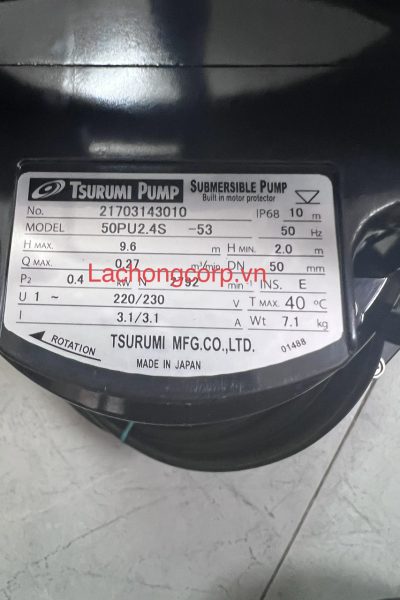 TSURUMI PUMP SUBMERSIBLE PUMP
Built in motor protector
No. 21703143010 IP68 10 m
MODEL 50PU2.4S -53 50 Hz
H MAX. 9.6 m H MIN. 2.0 m
Q MAX. 0.27 m³/min DN 50 mm
Lachongcorp.vn
P2 0.4 kW N INS. E
U 1 ~ 220/230 V T MAX. 40 °C
I 3.1/3.1 A Wt 7.1 kg
ROTATION TSURUMI MFG.CO.,LTD. 01488
MADE IN JAPAN